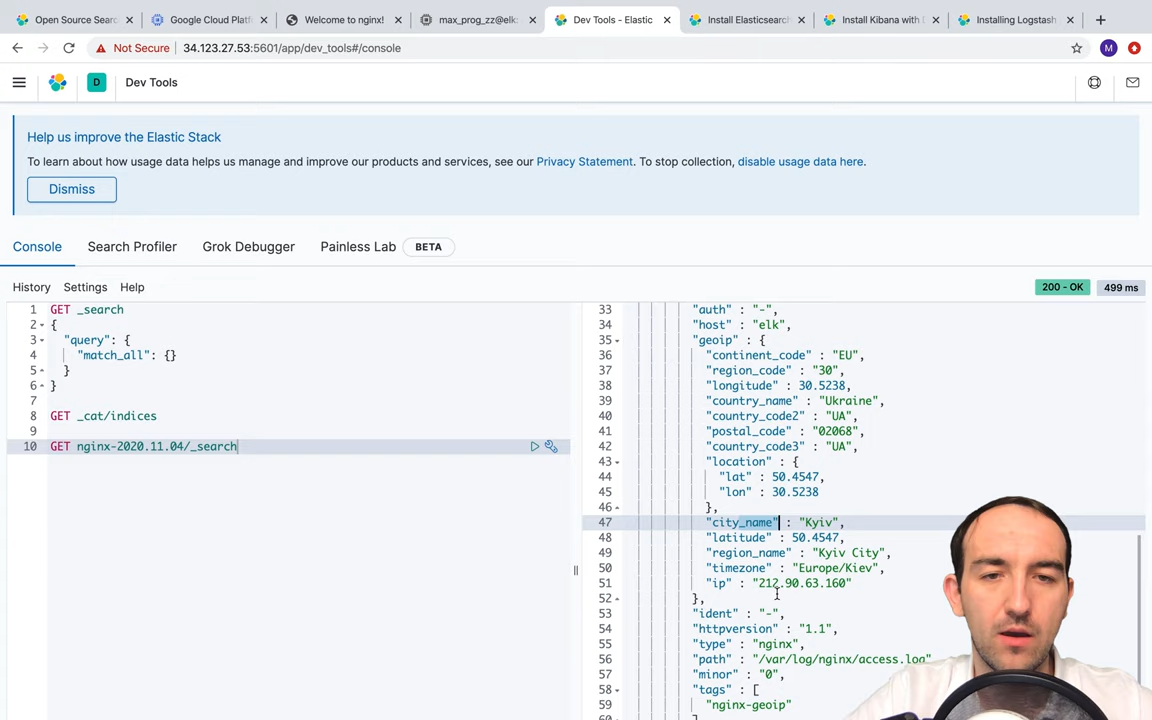 Open Source Searc
Google Cloud Platf
Welcome to nginx!
max_prog_zz@elk:
Dev Tools - Elastic
Install Elasticsearch
Install Kibana with
Installing Logstash
Not Secure
34.123.27.53:5601/app/dev_tools#/console
M
D
Dev Tools
Help us improve the Elastic Stack
To learn about how usage data helps us manage and improve our products and services, see our Privacy Statement. To stop collection, disable usage data here.
Dismiss
Console
Search Profiler
Grok Debugger
Painless Lab
BETA
History
Settings
Help
200 - OK
499 ms
1 GET _search
2 {
3 "query": {
4 "match_all": {}
5 }
6 }
7
8 GET _cat/indices
9
10 GET nginx-2020.11.04/_search
33 "auth" : "-",
34 "host" : "elk",
35 "geoip" : {
36 "continent_code" : "EU",
37 "region_code" : "30",
38 "longitude" : 30.5238,
39 "country_name" : "Ukraine",
40 "country_code2" : "UA",
41 "postal_code" : "02068",
42 "country_code3" : "UA",
43 "location" : {
44 "lat" : 50.4547,
45 "lon" : 30.5238
46 },
47 "city_name" : "Kyiv",
48 "latitude" : 50.4547,
49 "region_name" : "Kyiv City",
50 "timezone" : "Europe/Kiev",
51 "ip" : "212.90.63.160"
52 },
53 "ident" : "-",
54 "httpversion" : "1.1",
55 "type" : "nginx",
56 "path" : "/var/log/nginx/access.log"
57 "minor" : "0",
58 "tags" : [
59 "nginx-geoip"
60 ]